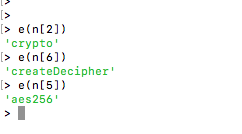 >
>
> e(n[2])
'crypto'
> e(n[6])
'createDecipher'
> e(n[5])
'aes256'
>